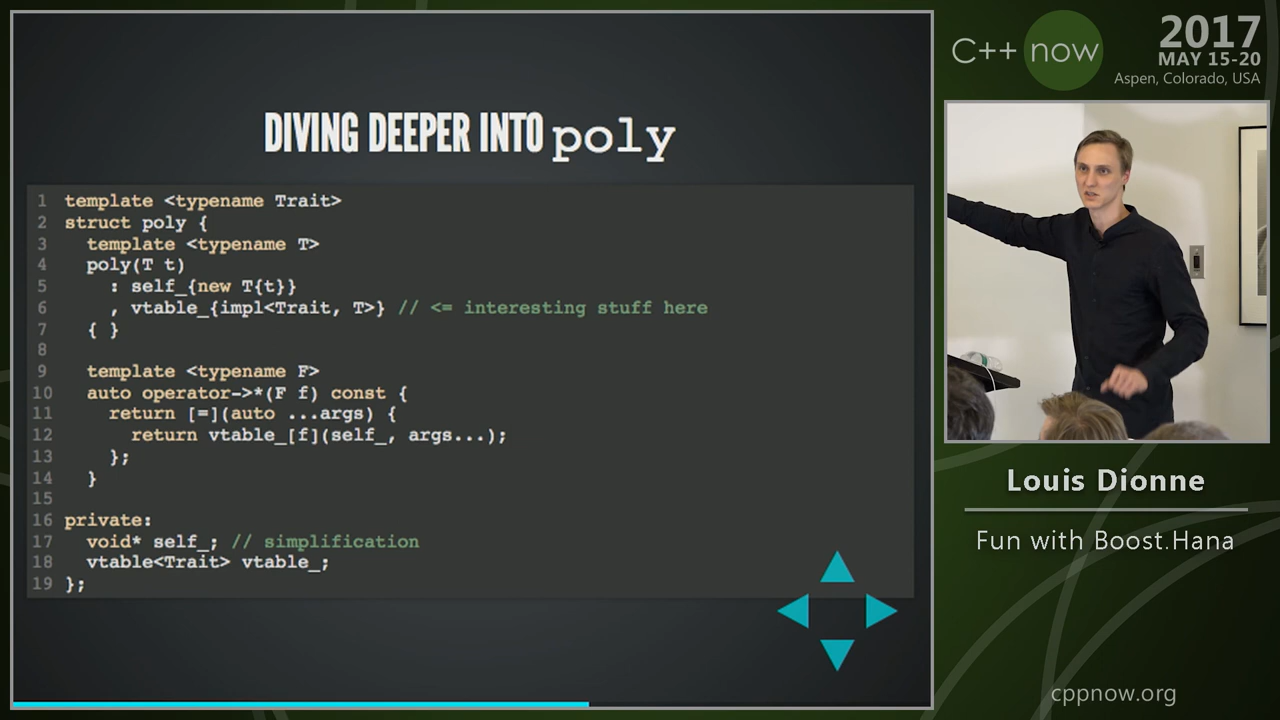 DIVING DEEPER INTO poly
1 template <typename Trait>
2 struct poly {
3   template <typename T>
4   poly(T t)
5     : self_{new T{t}}
6     , vtable_{impl<Trait, T>} // <= interesting stuff here
7   { }
8
9   template <typename F>
10   auto operator->*(F f) const {
11     return [=](auto ...args) {
12       return vtable_[f](self_, args...);
13     };
14   }
15
16 private:
17   void* self_; // simplification
18   vtable<Trait> vtable_;
19 };
C++ now
2017
MAY 15-20
Aspen, Colorado, USA
Louis Dionne
Fun with Boost.Hana
cppnow.org